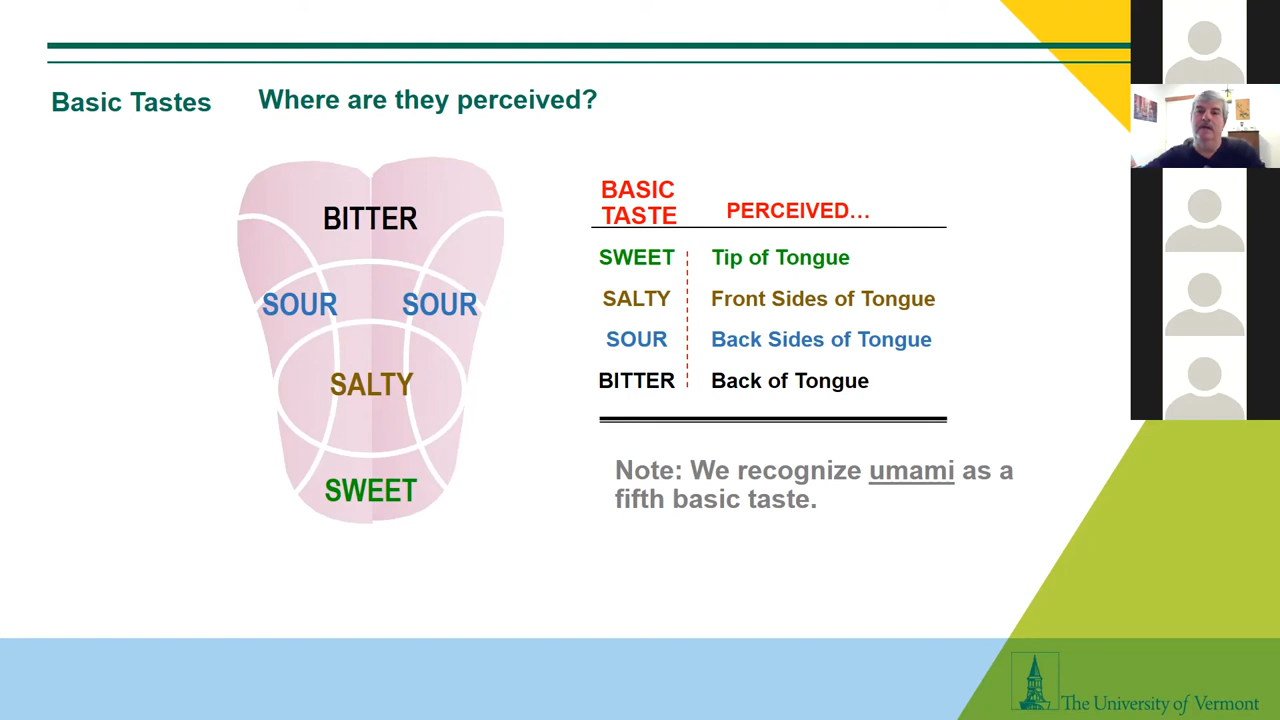 Basic Tastes
Where are they perceived?
BITTER
SOUR SOUR
SALTY
SWEET
BASIC
TASTE
PERCEIVED...
SWEET Tip of Tongue
SALTY Front Sides of Tongue
SOUR Back Sides of Tongue
BITTER Back of Tongue
Note: We recognize umami as a
fifth basic taste.
The University of Vermont